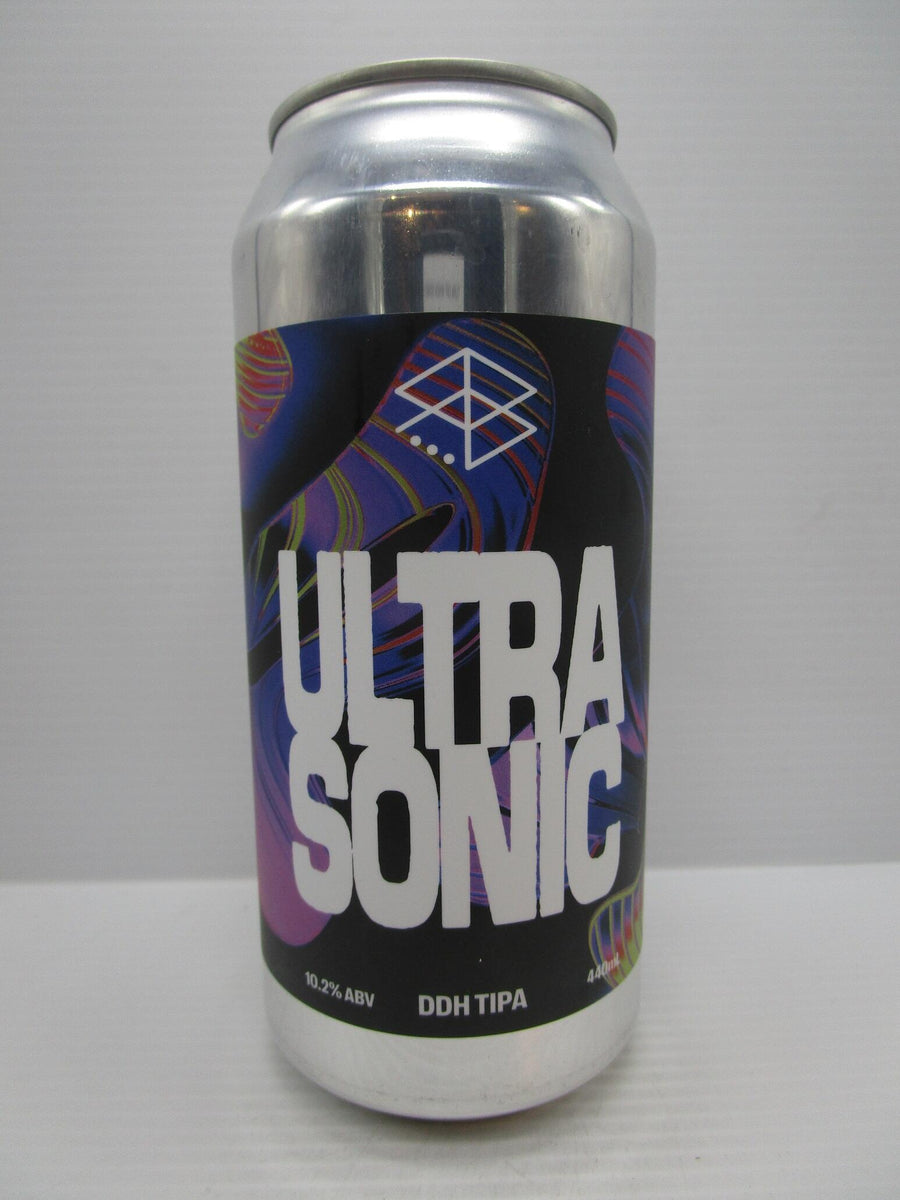 ULTRA
SONIC
10.2% ABV
DDH TIPA
440mL